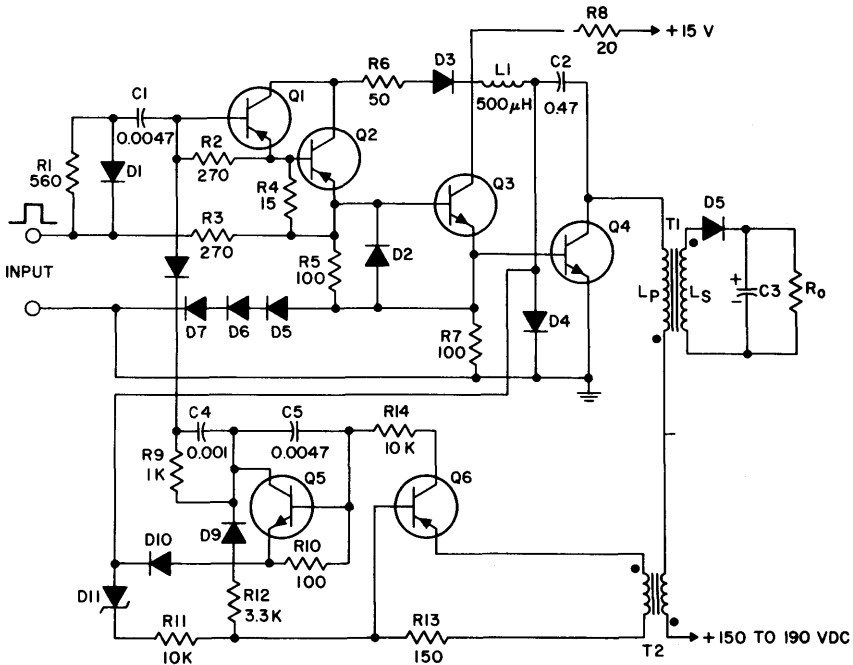 R8
+15 V
20
R6
D3
L1
C2
50
500µH
0.47
C1
0.0047
Q1
Q2
R1
560
D1
R2
270
R4
15
Q3
R3
270
Q4
T1
D5
INPUT
R5
100
D2
LP
LS
+
−
C3
Ro
D7
D6
D5
R7
100
D4
C4
0.001
C5
0.0047
R14
10 K
R9
1K
Q5
Q6
D9
D10
R10
100
D11
R12
3.3 K
R11
10K
R13
150
T2
+150 TO 190 VDC